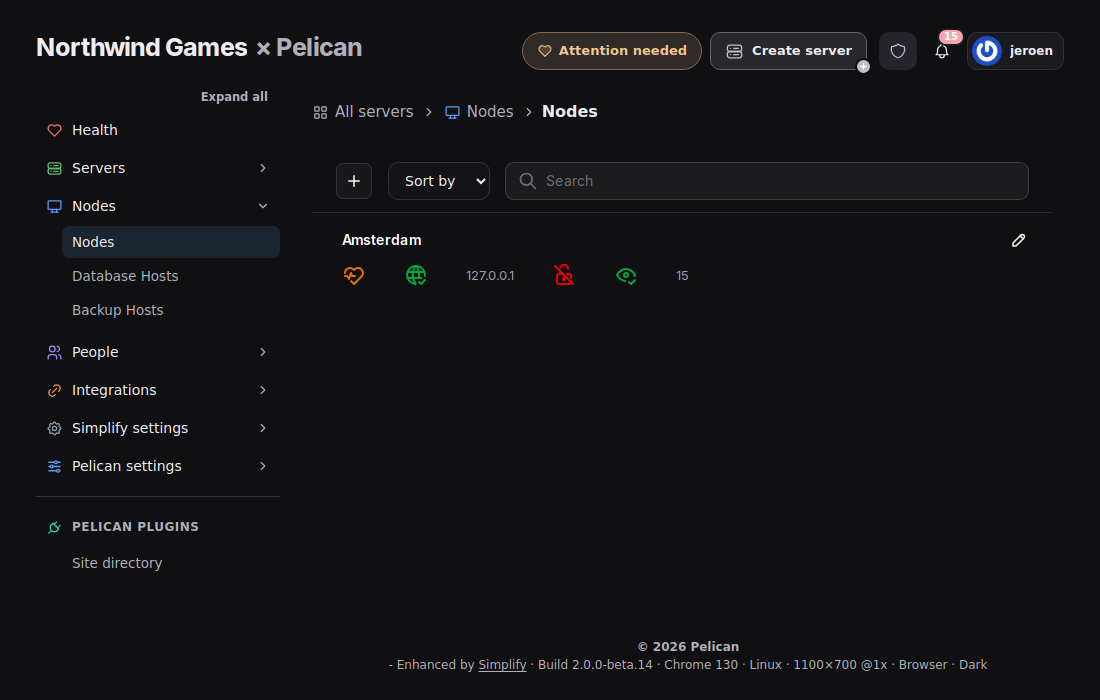 Northwind Games × Pelican
Attention needed
Create server
15
jeroen
Expand all
Health
Servers
Nodes
Nodes
Database Hosts
Backup Hosts
People
Integrations
Simplify settings
Pelican settings
PELICAN PLUGINS
Site directory
All servers > Nodes > Nodes
Sort by
Search
Amsterdam
127.0.0.1 15
© 2026 Pelican
- Enhanced by Simplify · Build 2.0.0-beta.14 · Chrome 130 · Linux · 1100×700 @1x · Browser · Dark